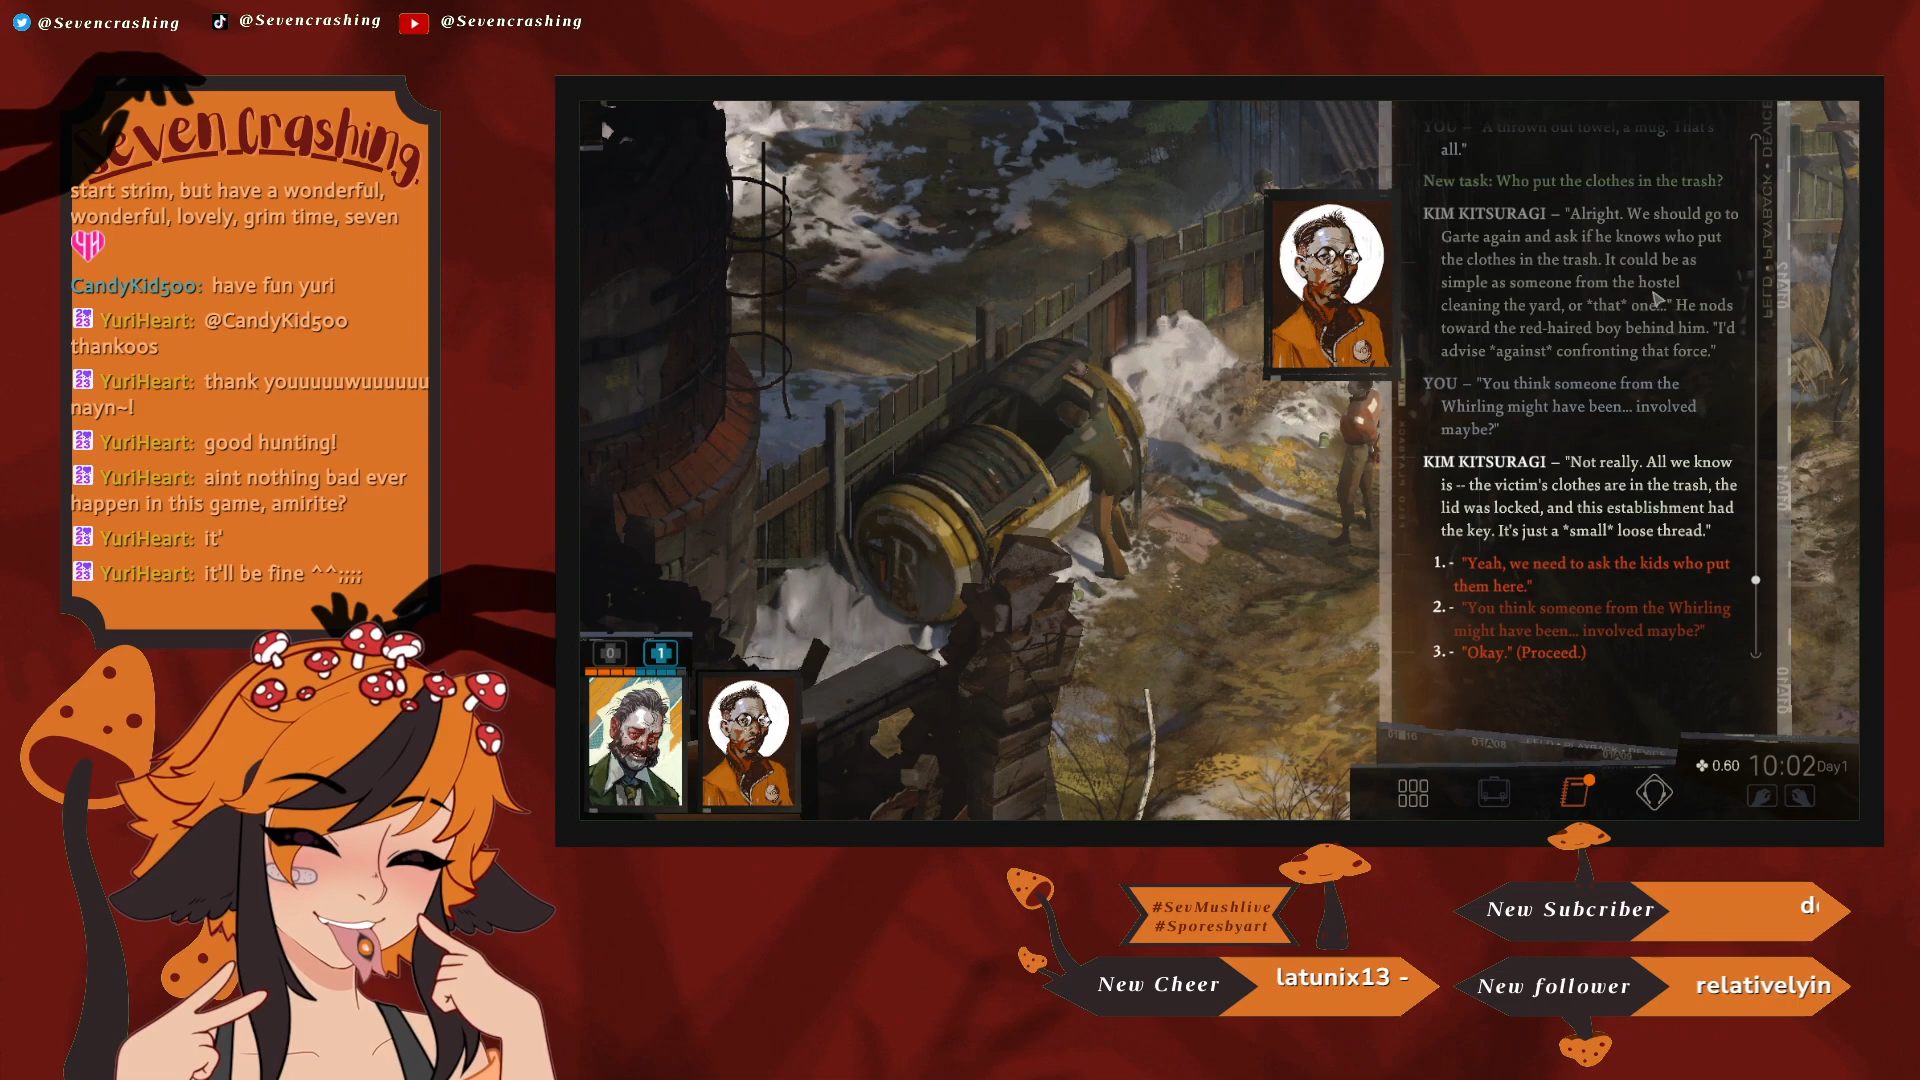 @Sevencrashing
@Sevencrashing
@Sevencrashing
Seven Crashing
start strim, but have a wonderful,
wonderful, lovely, grim time, seven
CandyKid500: have fun yuri
YuriHeart: @CandyKid500
thankoos
YuriHeart: thank youuuuuwuuuuuu
nayn~!
YuriHeart: good hunting!
YuriHeart: aint nothing bad ever
happen in this game, amirite?
YuriHeart: it'
YuriHeart: it'll be fine ^^;;;;
YOU – "A thrown out towel, a mug. That's
all."
New task: Who put the clothes in the trash?
KIM KITSURAGI – "Alright. We should go to
Garte again and ask if he knows who put
the clothes in the trash. It could be as
simple as someone from the hostel
cleaning the yard, or *that* one..." He nods
toward the red-haired boy behind him. "I'd
advise *against* confronting that force."
YOU – "You think someone from the
Whirling might have been... involved
maybe?"
KIM KITSURAGI – "Not really. All we know
is -- the victim's clothes are in the trash, the
lid was locked, and this establishment had
the key. It's just a *small* loose thread."
1. - "Yeah, we need to ask the kids who put
them here."
2. - "You think someone from the Whirling
might have been... involved maybe?"
3. - "Okay." (Proceed.)
0
1
0.60
10:02 Day1
#SevMushlive
#Sporesbyart
New Subcriber
New Cheer
latunix13 -
New follower
relativelyin